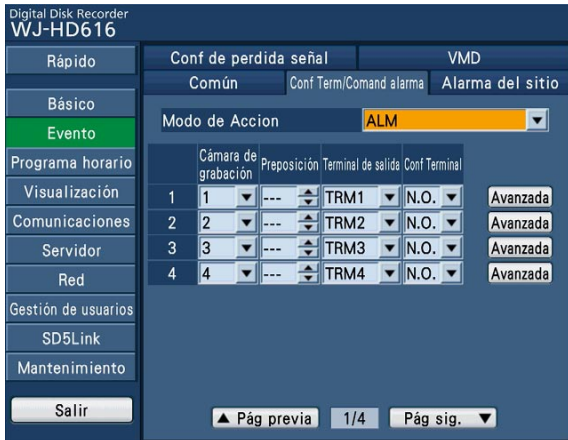 Digital Disk Recorder
WJ-HD616
Rápido
Básico
Evento
Programa horario
Visualización
Comunicaciones
Servidor
Red
Gestión de usuarios
SD5Link
Mantenimiento
Salir
Conf de perdida señal VMD
Común Conf Term/Comand alarma Alarma del sitio
Modo de Accion ALM
Cámara de grabación Preposición Terminal de salida Conf Terminal
1 1 --- TRM1 N.O. Avanzada
2 2 --- TRM2 N.O. Avanzada
3 3 --- TRM3 N.O. Avanzada
4 4 --- TRM4 N.O. Avanzada
Pág previa 1/4 Pág sig.